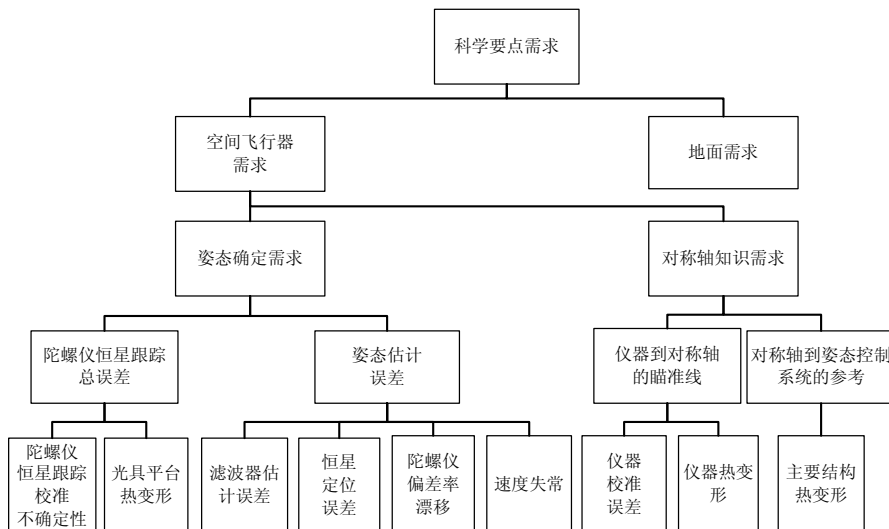 科学要点需求
空间飞行器
需求
地面需求
姿态确定需求
对称轴知识需求
陀螺仪恒星跟踪
总误差
姿态估计
误差
仪器到对称轴
的瞄准线
对称轴到姿态控制
系统的参考
陀螺仪
恒星跟踪
校准
不确定性
光具平台
热变形
滤波器估
计误差
恒星
定位
误差
陀螺仪
偏差率
漂移
速度失常
仪器
校准
误差
仪器热变
形
主要结构
热变形